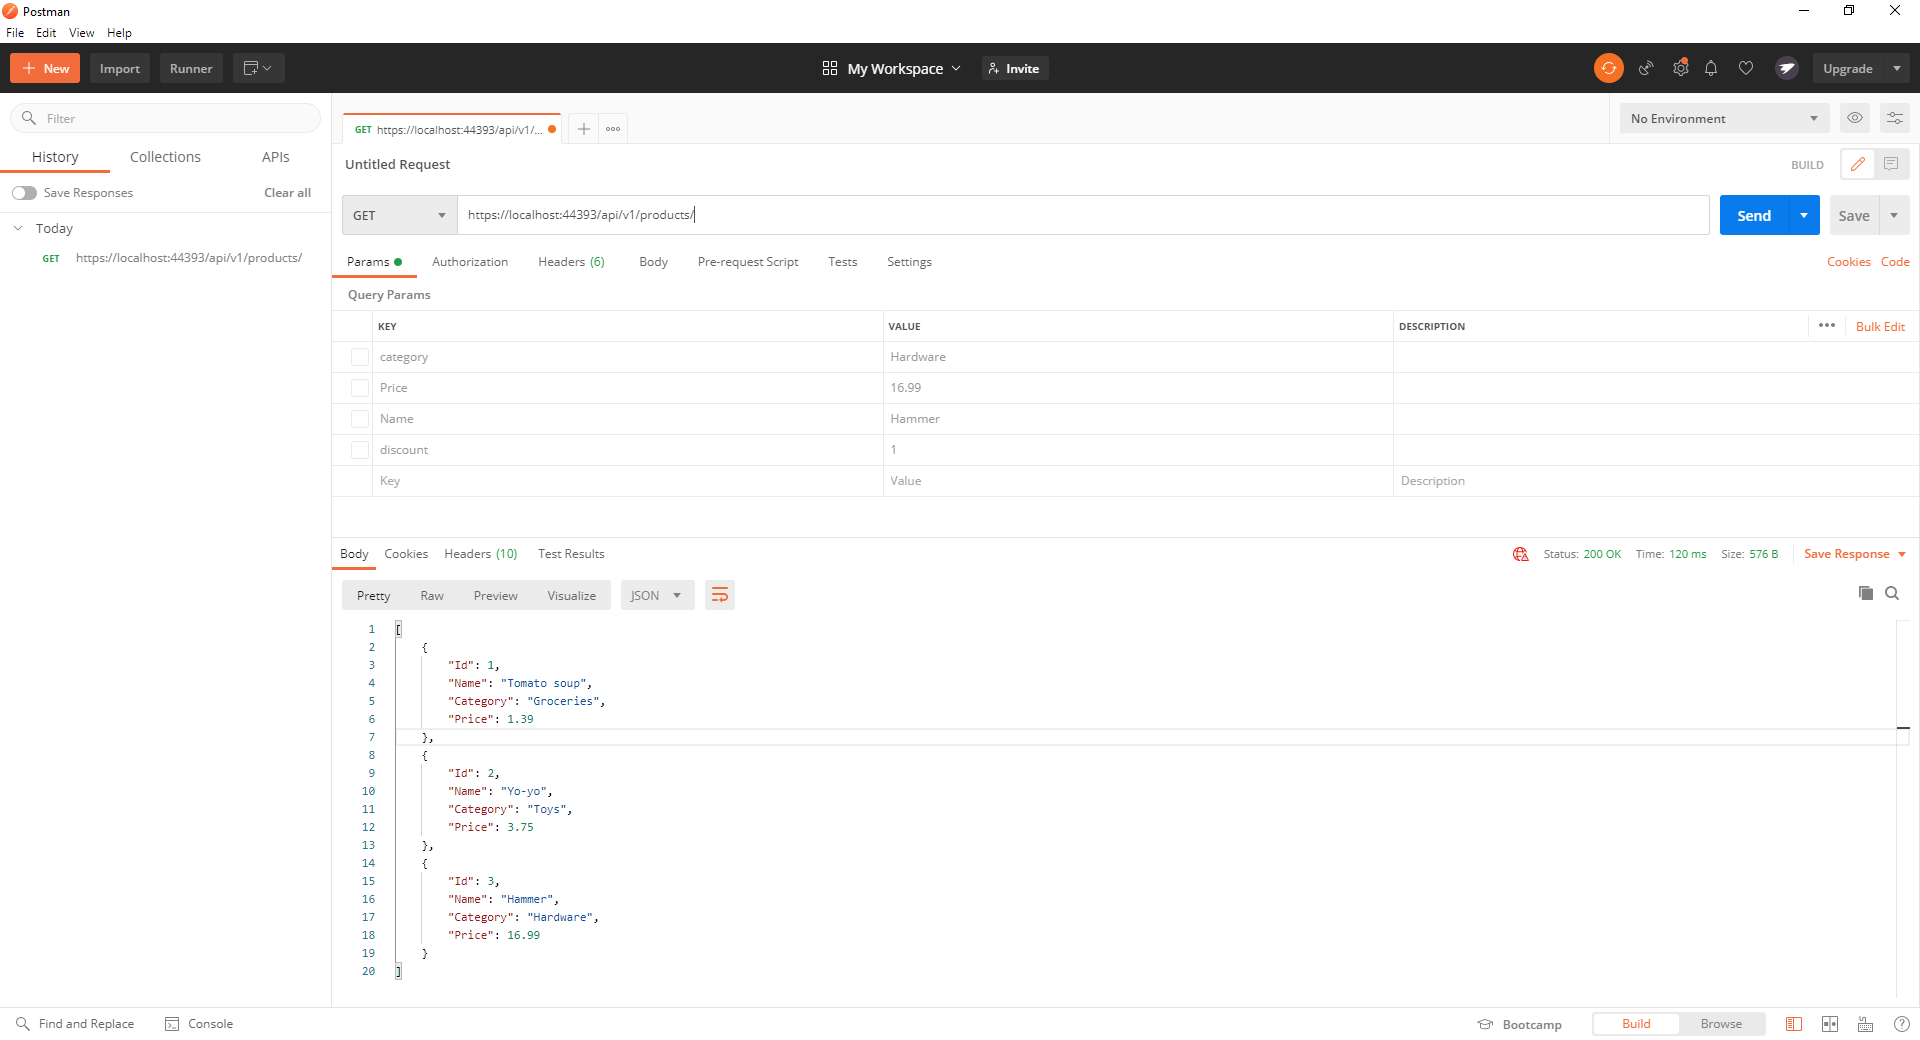 Postman
File Edit View Help
New Import Runner My Workspace Invite Upgrade
Filter
History Collections APIs
Save Responses Clear all
Today
GET https://localhost:44393/api/v1/products/
GET https://localhost:44393/api/v1/...
No Environment
Untitled Request BUILD
GET https://localhost:44393/api/v1/products/ Send Save
Params Authorization Headers (6) Body Pre-request Script Tests Settings Cookies Code
Query Params
KEY VALUE DESCRIPTION Bulk Edit
category Hardware
Price 16.99
Name Hammer
discount 1
Key Value Description
Body Cookies Headers (10) Test Results Status: 200 OK Time: 120 ms Size: 576 B Save Response
Pretty Raw Preview Visualize JSON
1 [
2 {
3 "Id": 1,
4 "Name": "Tomato soup",
5 "Category": "Groceries",
6 "Price": 1.39
7 },
8 {
9 "Id": 2,
10 "Name": "Yo-yo",
11 "Category": "Toys",
12 "Price": 3.75
13 },
14 {
15 "Id": 3,
16 "Name": "Hammer",
17 "Category": "Hardware",
18 "Price": 16.99
19 }
20 ]
Find and Replace Console Bootcamp Build Browse